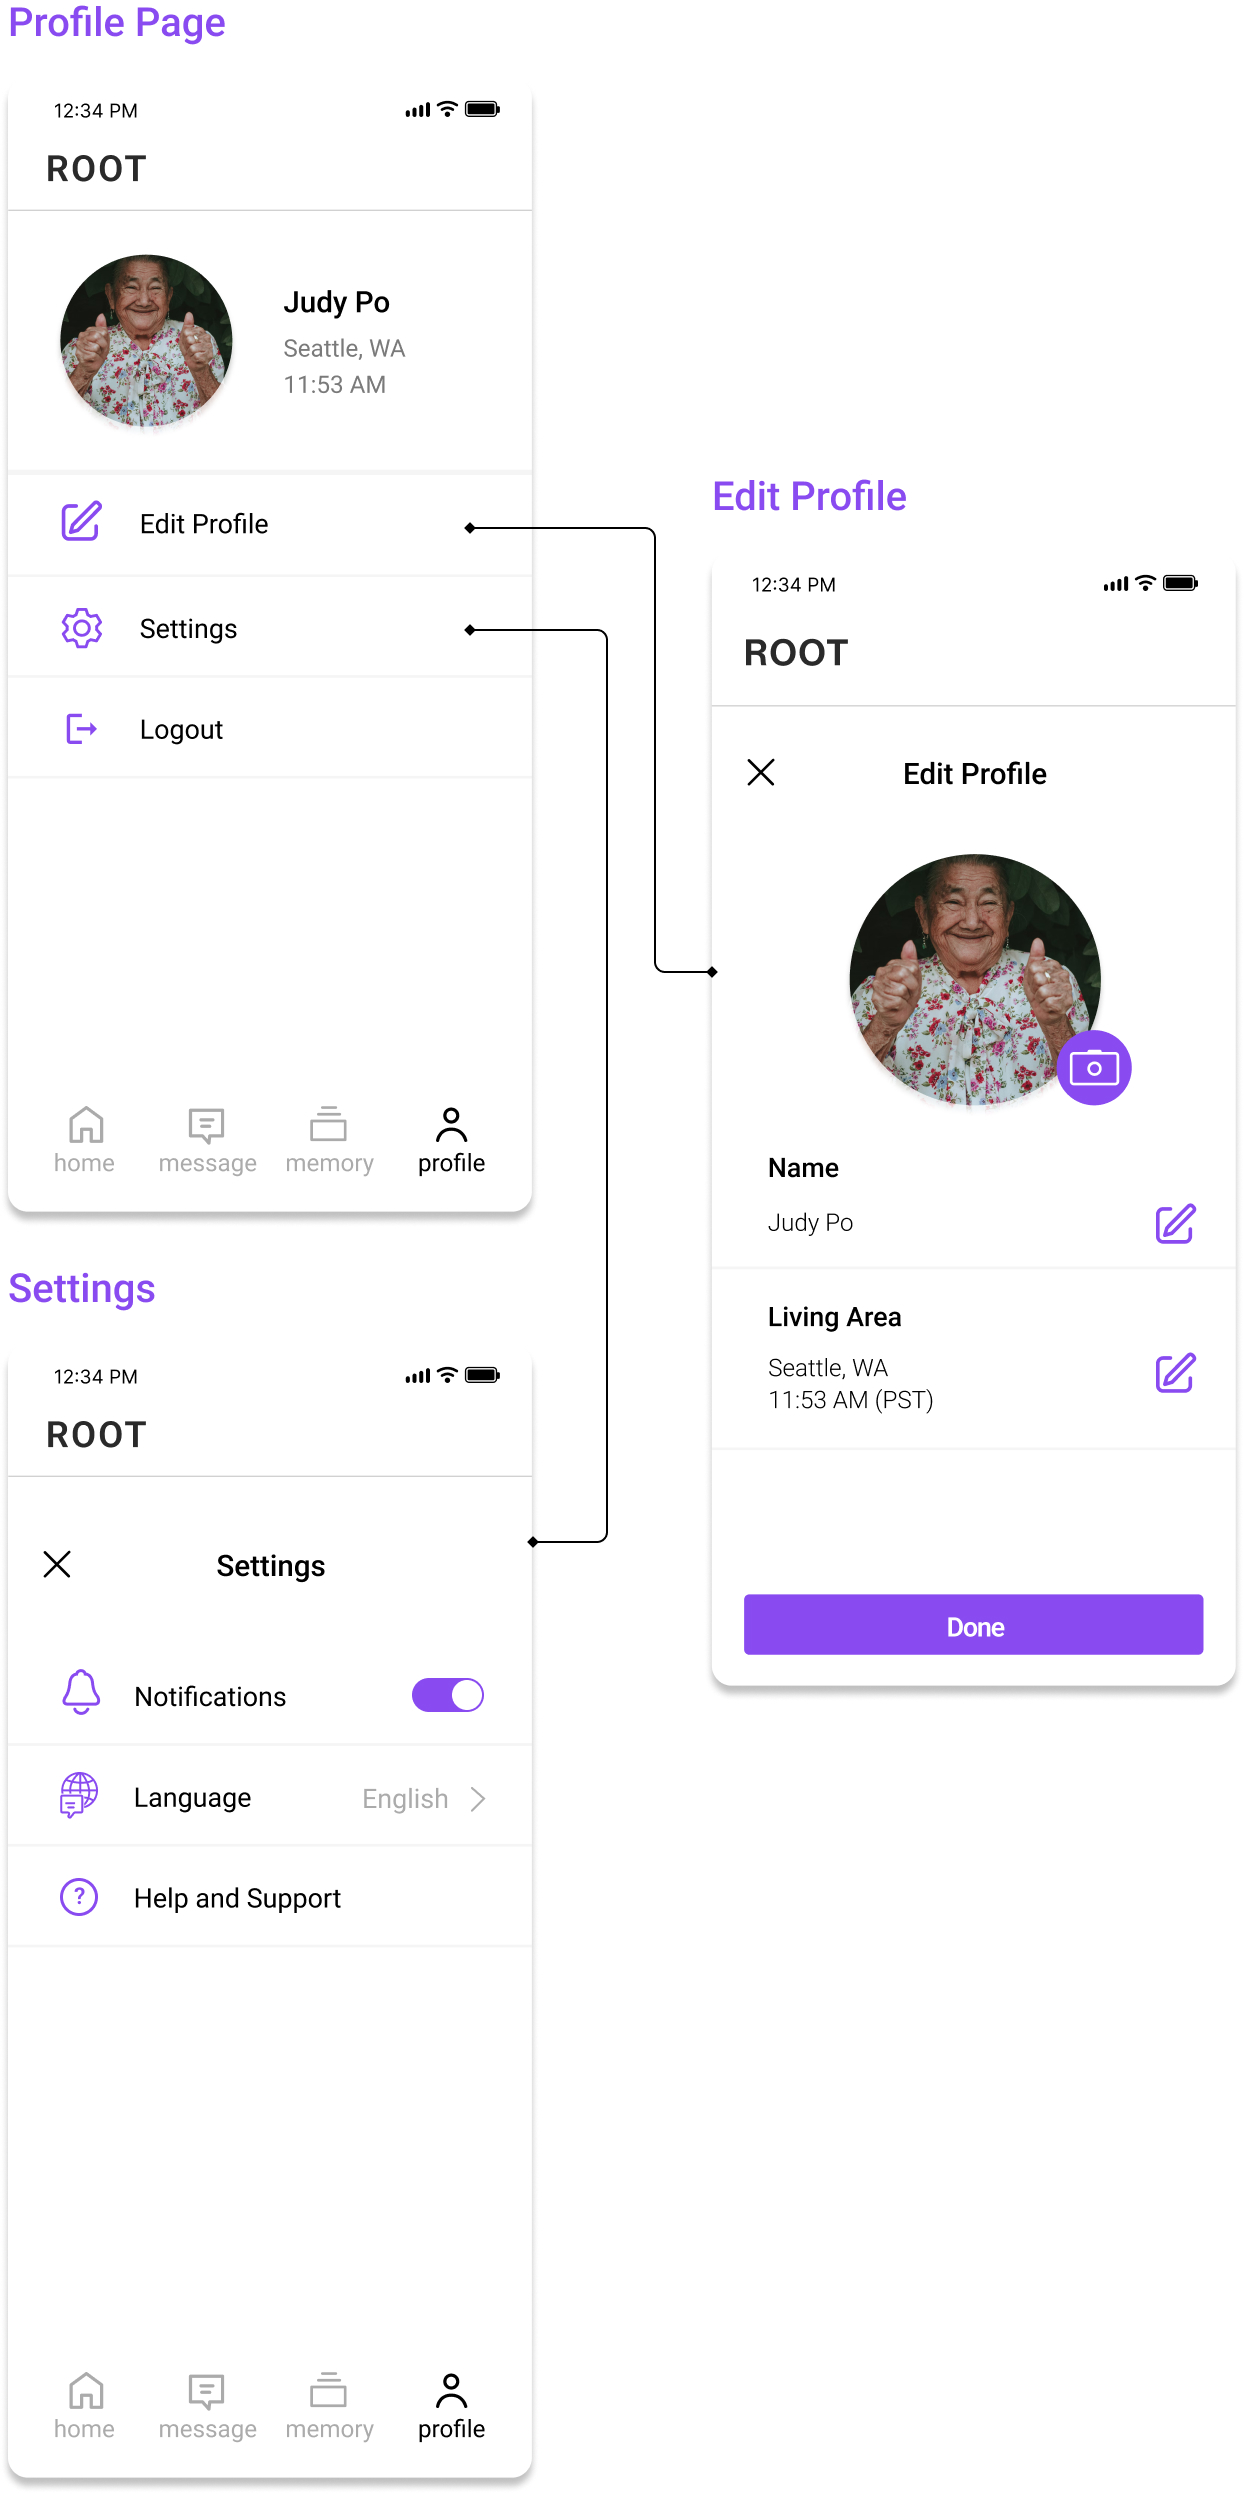 Profile Page
12:34 PM
ROOT
Judy Po
Seattle, WA
11:53 AM
Edit Profile
Settings
Logout
home message memory profile
Edit Profile
12:34 PM
ROOT
Edit Profile
Name
Judy Po
Living Area
Seattle, WA
11:53 AM (PST)
Done
Settings
12:34 PM
ROOT
Settings
Notifications
Language English
? Help and Support
home message memory profile